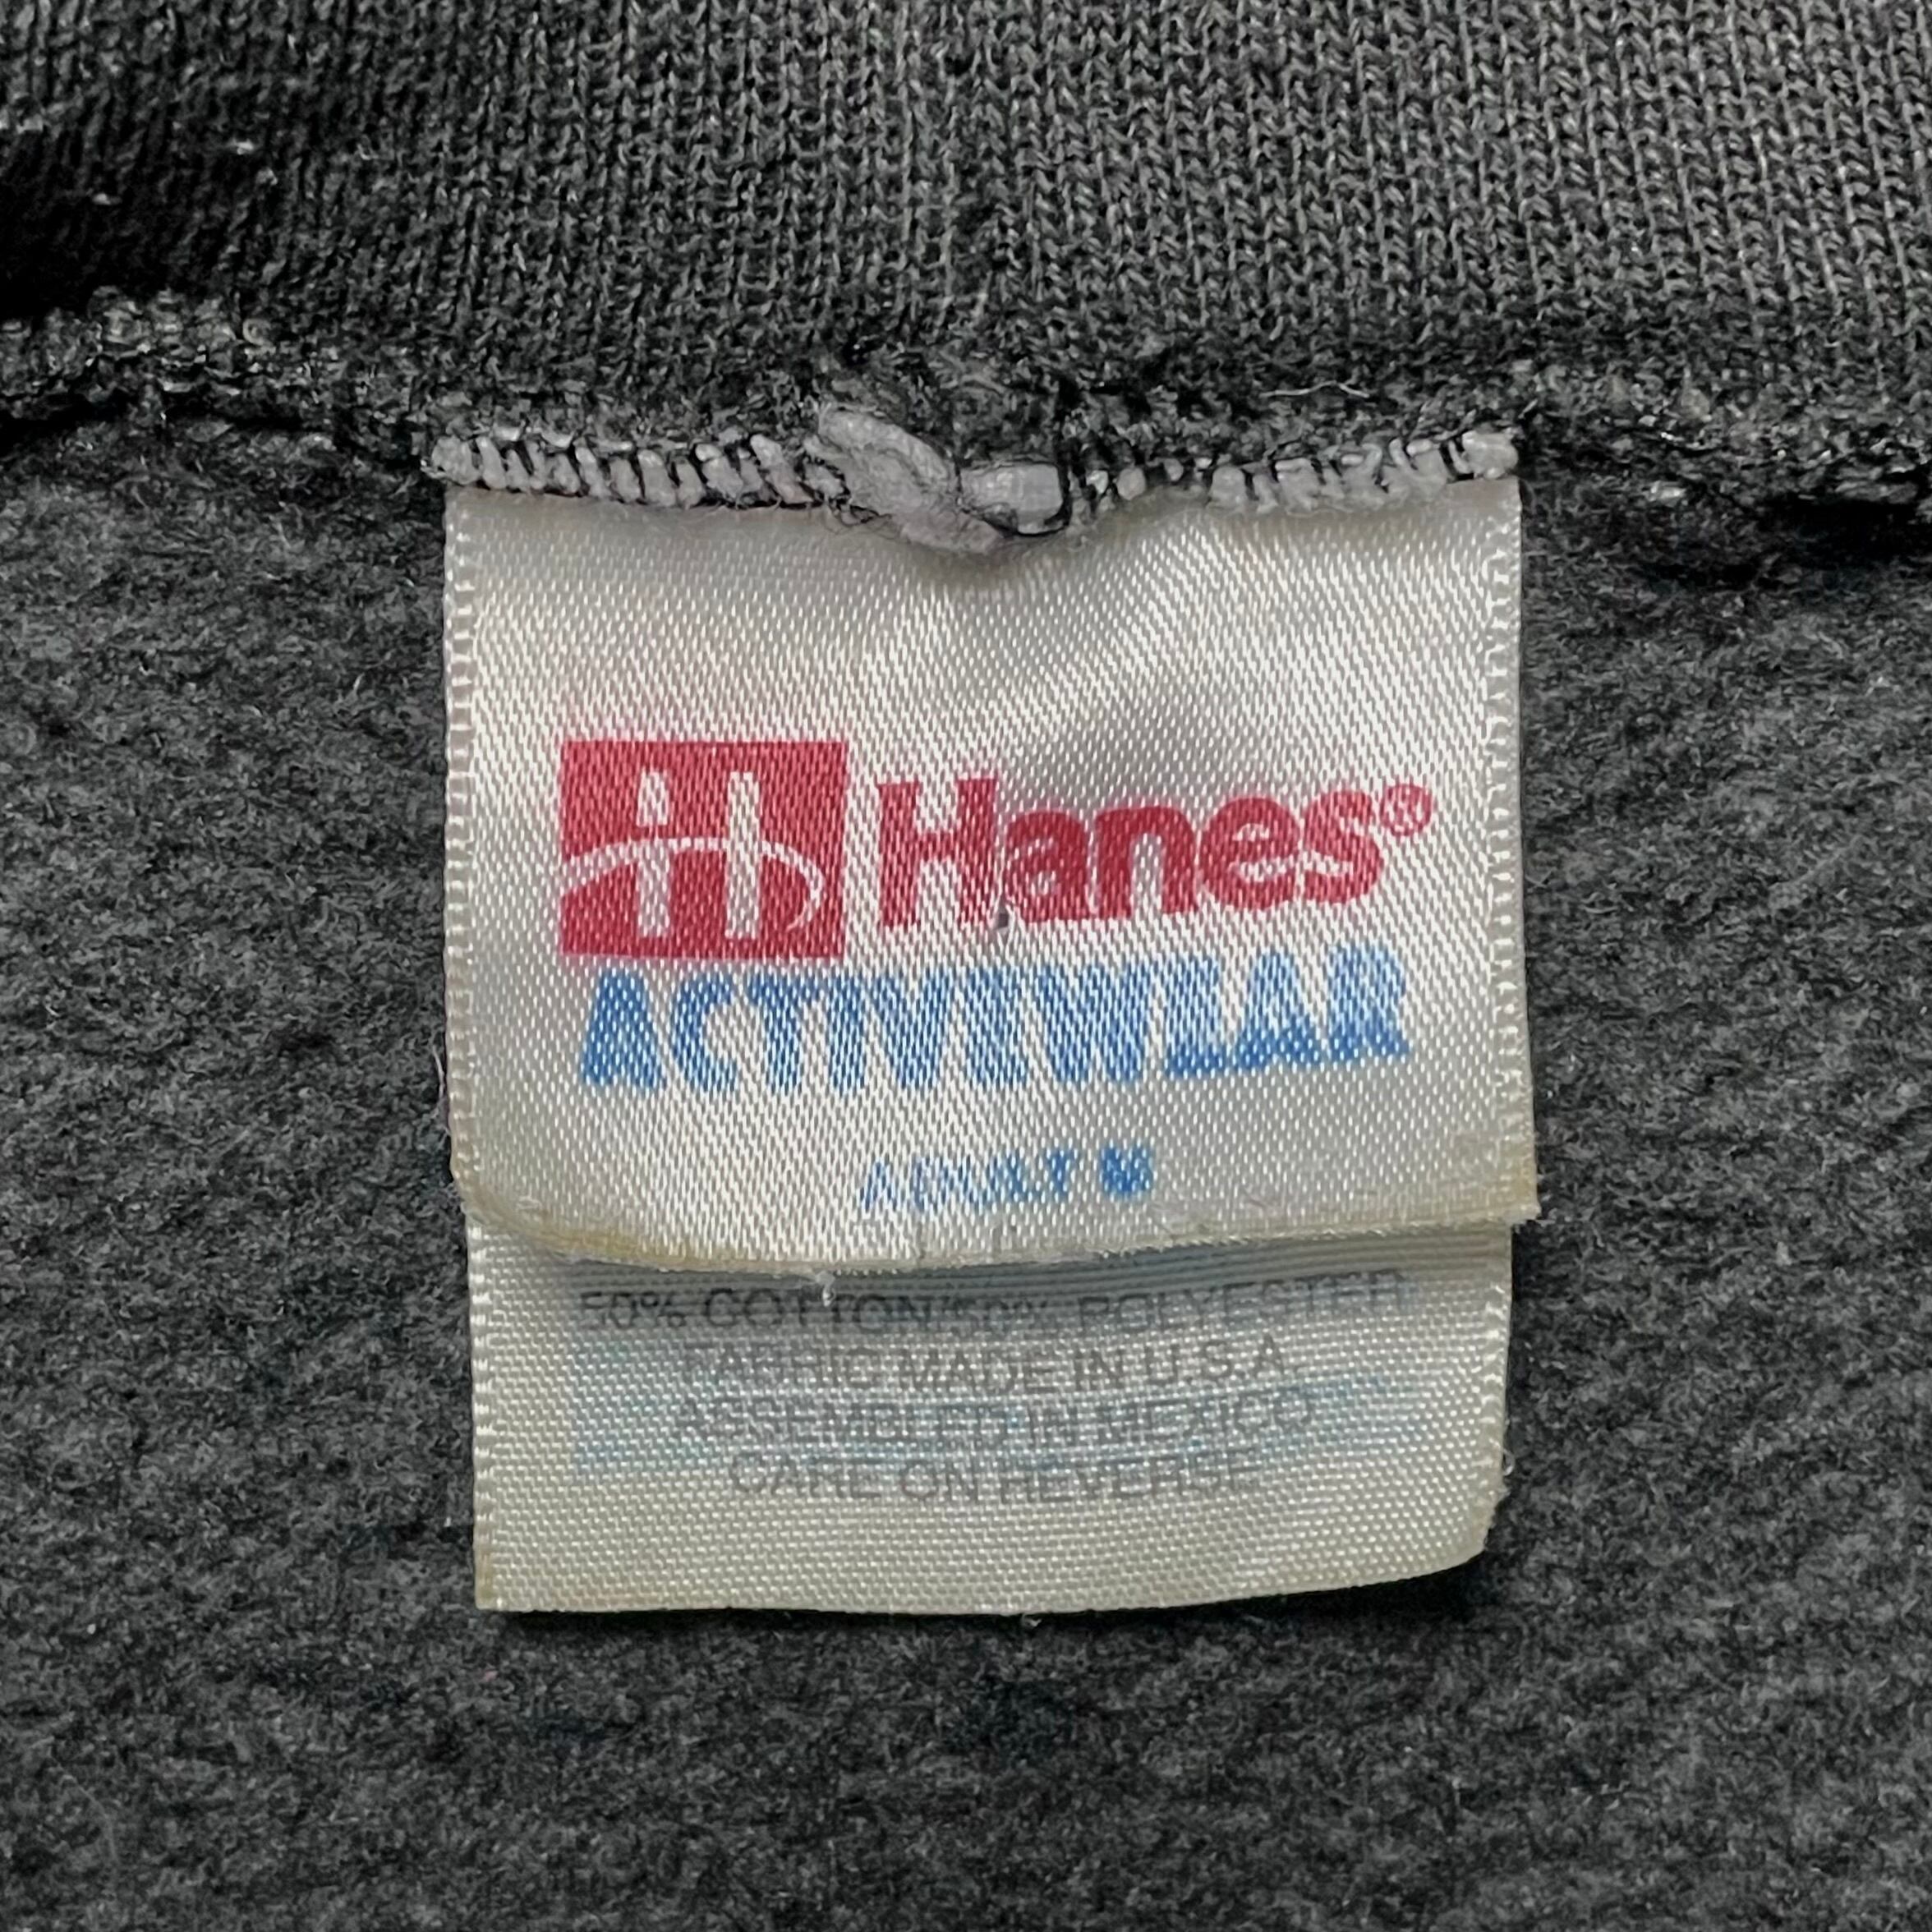 Hanes®
ACTIVEWEAR
ADULT M
50% COTTON/50% POLYESTER
FABRIC MADE IN U.S.A.
ASSEMBLED IN MEXICO
CARE ON REVERSE